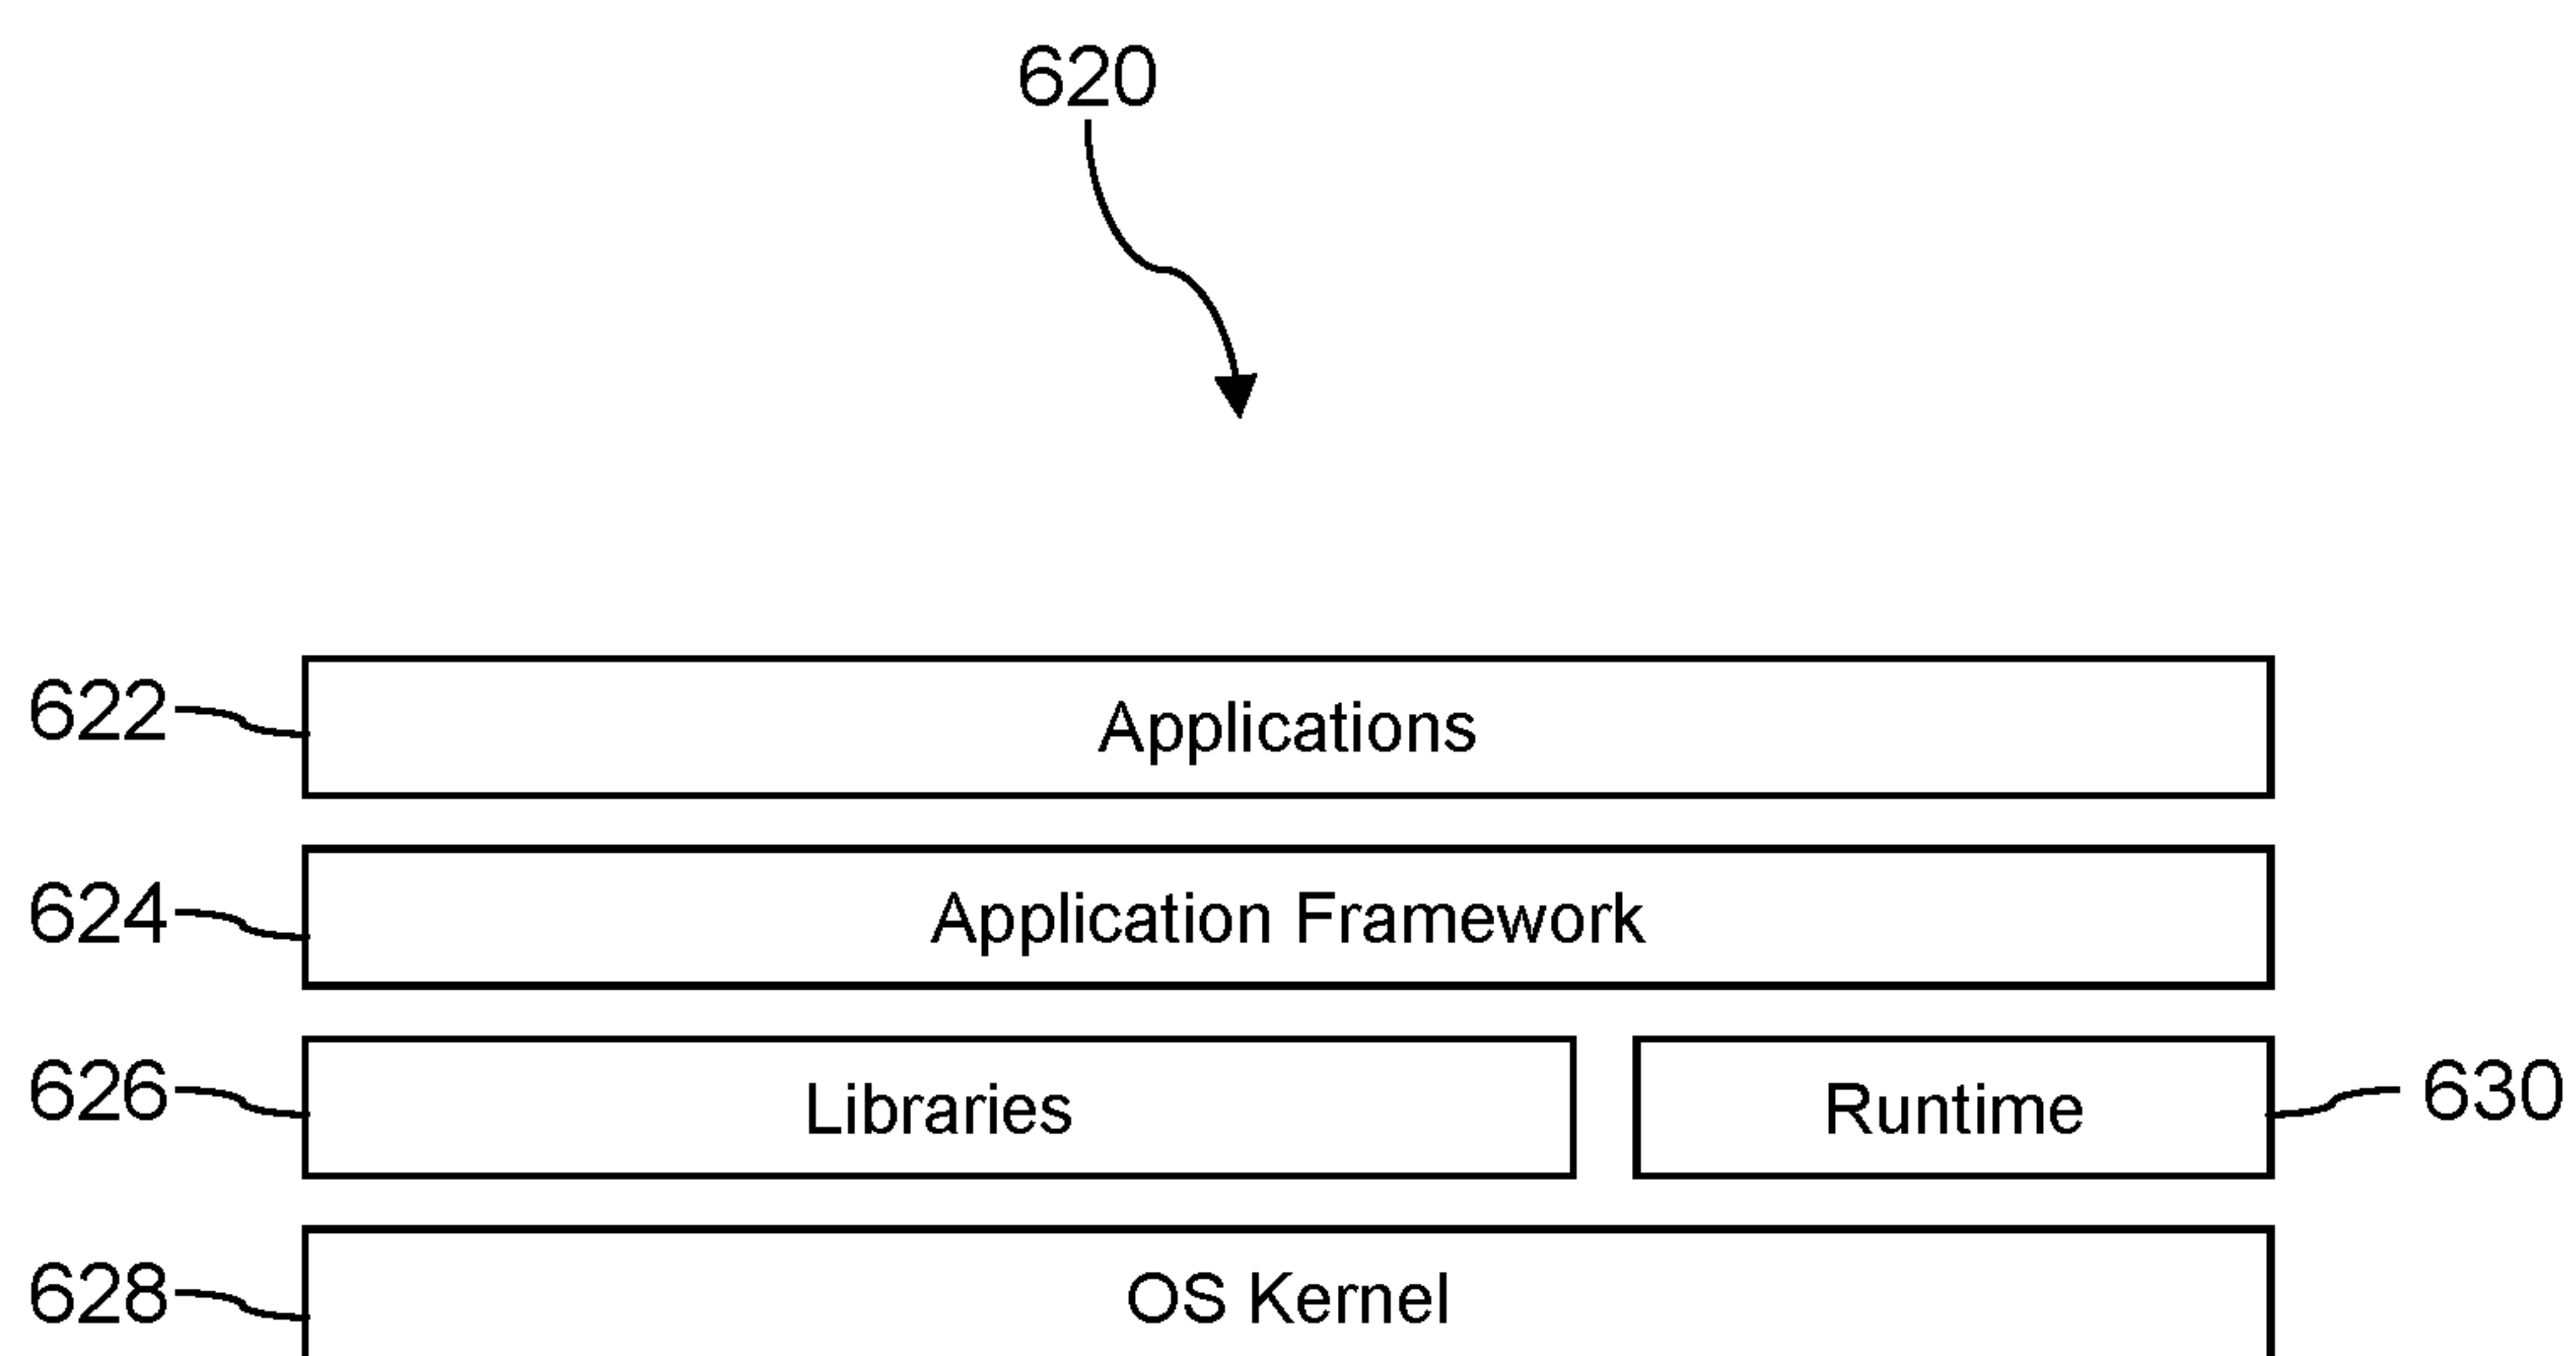 620
622
Applications
624
Application Framework
626
Libraries
Runtime
630
628
OS Kernel